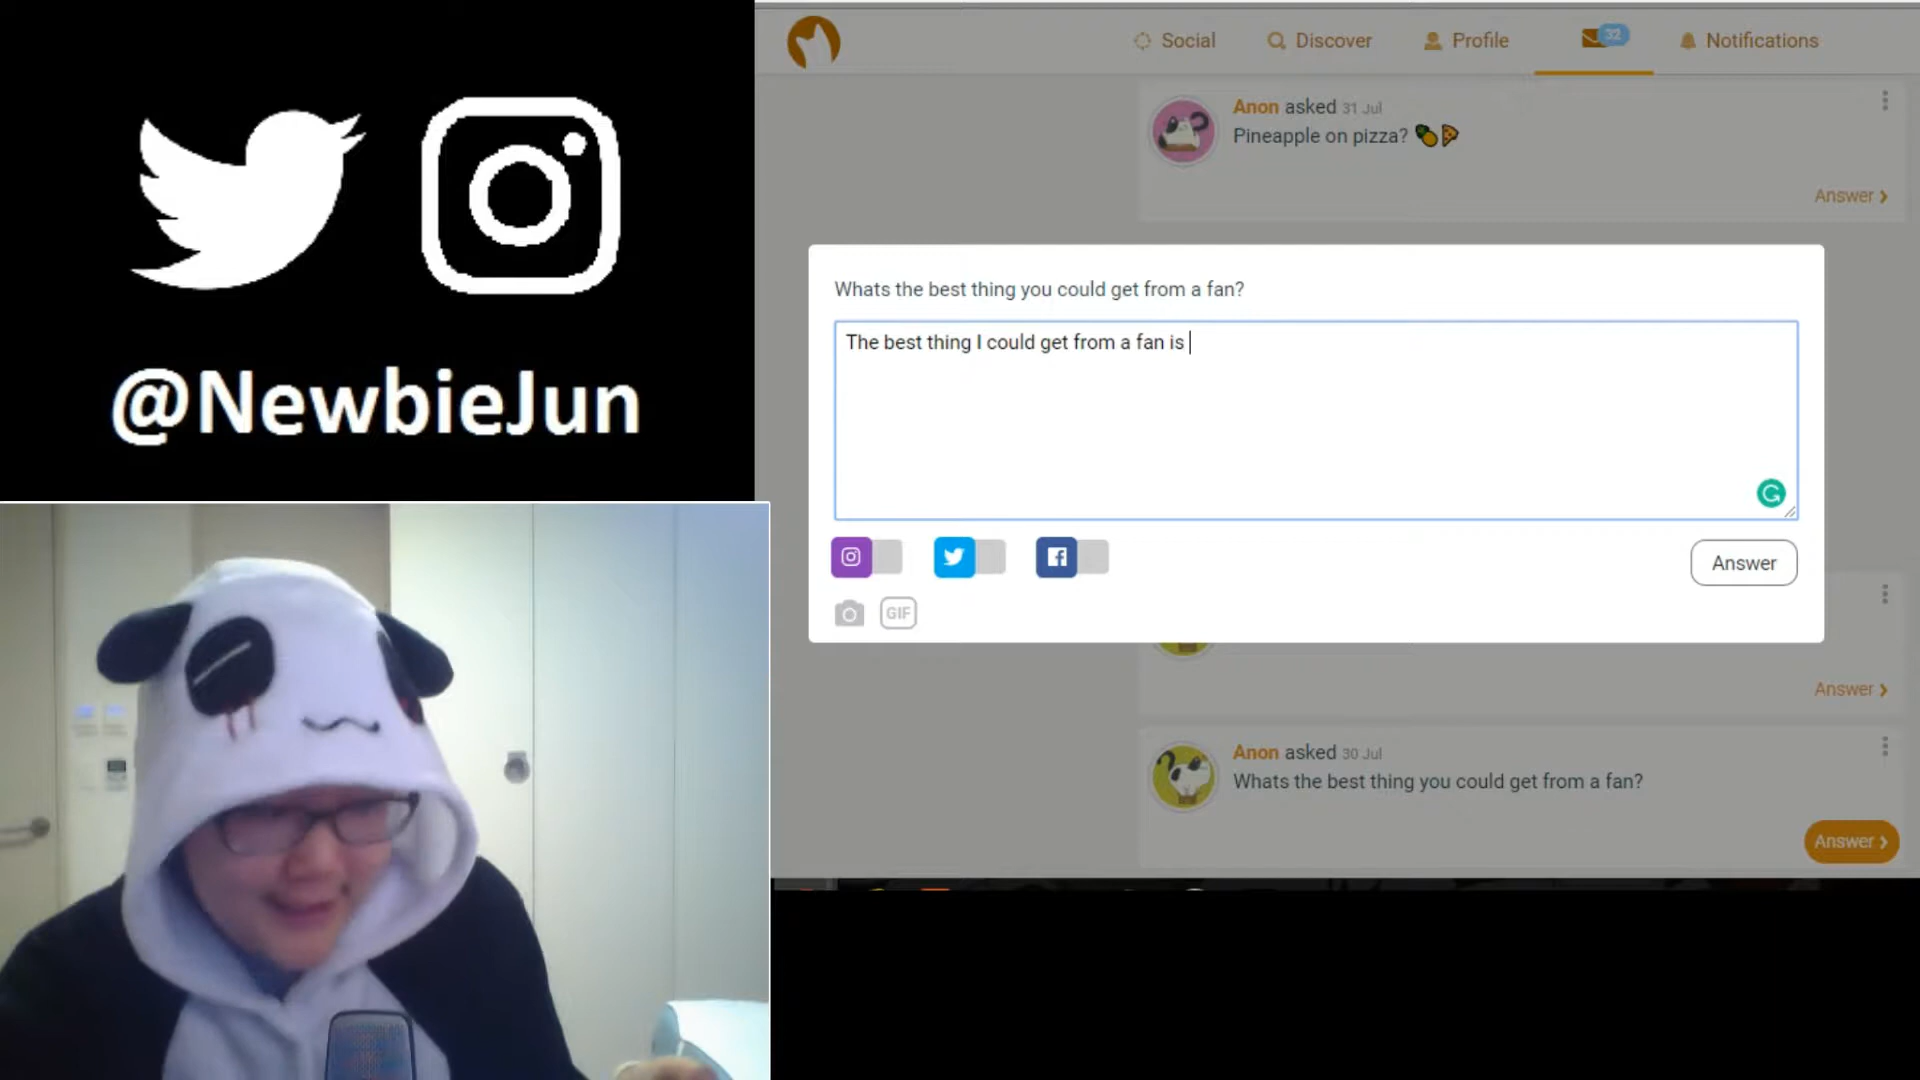 @NewbieJun
Social
Discover
Profile
32
Notifications
Anon asked 31 Jul
Pineapple on pizza? 🍍🍕
Answer
Whats the best thing you could get from a fan?
The best thing I could get from a fan is
Answer
GIF
Answer
Anon asked 30 Jul
Whats the best thing you could get from a fan?
Answer